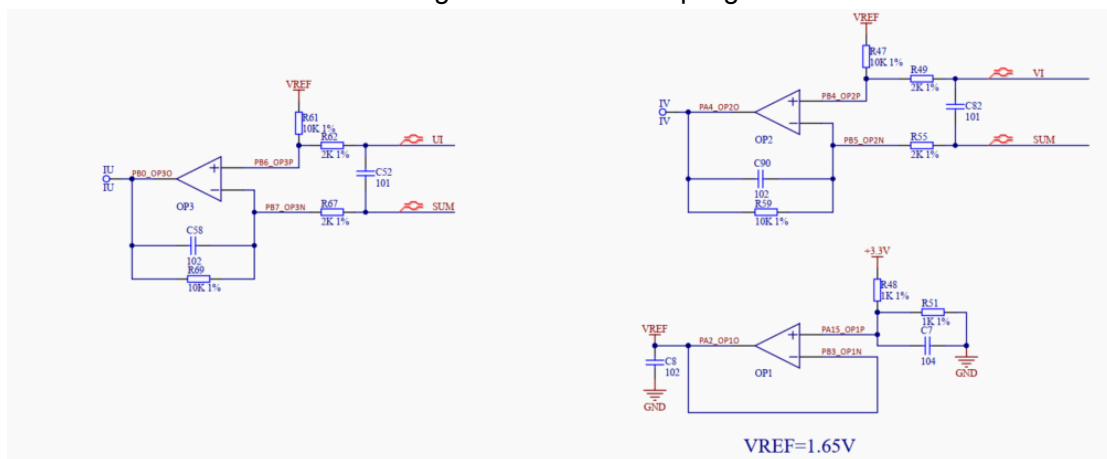 VREF
R61
10K 1%
R62
2K 1%
UI
PB6_OP3P
C52
101
IU
IU
PB0_OP3O
OP3
PB7_OP3N
R67
2K 1%
SUM
C58
102
R69
10K 1%
VREF
R47
10K 1%
R49
2K 1%
VI
IV
IV
PA4_OP2O
PB4_OP2P
C82
101
OP2
PB5_OP2N
R55
2K 1%
SUM
C90
102
R59
10K 1%
+3.3V
R48
1K 1%
R51
1K 1%
C7
104
GND
VREF
PA2_OP1O
PA15_OP1P
PB3_OP1N
OP1
C8
102
GND
VREF=1.65V